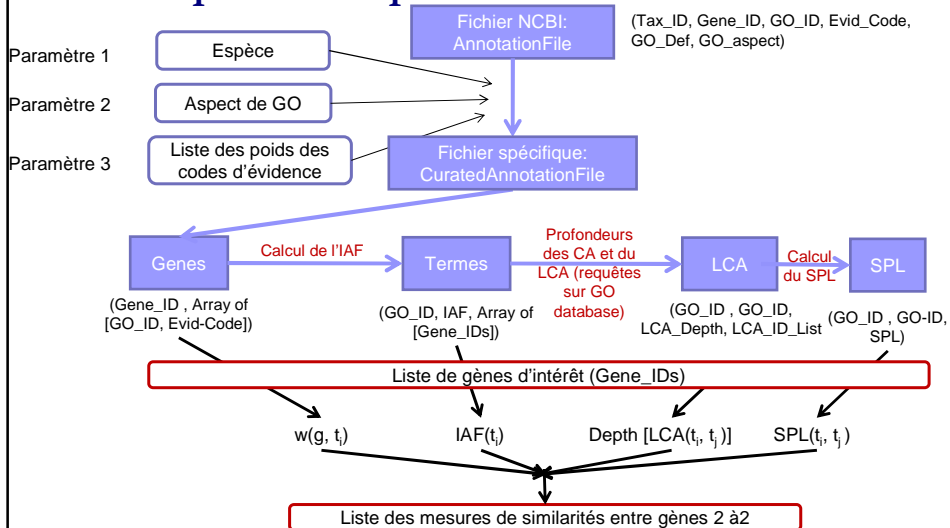 Fichier NCBI:
AnnotationFile
(Tax_ID, Gene_ID, GO_ID, Evid_Code,
GO_Def, GO_aspect)
Paramètre 1
Espèce
Paramètre 2
Aspect de GO
Paramètre 3
Liste des poids des
codes d'évidence
Fichier spécifique:
CuratedAnnotationFile
Genes
Calcul de l'IAF
Termes
Profondeurs
des CA et du
LCA (requêtes
sur GO
database)
LCA
Calcul
du SPL
SPL
(Gene_ID , Array of
[GO_ID, Evid-Code])
(GO_ID, IAF, Array of
[Gene_IDs])
(GO_ID , GO_ID,
LCA_Depth, LCA_ID_List
(GO_ID , GO-ID,
SPL)
Liste de gènes d'intérêt (Gene_IDs)
w(g, ti)
IAF(ti)
Depth [LCA(ti, tj )]
SPL(ti, tj )
Liste des mesures de similarités entre gènes 2 à2